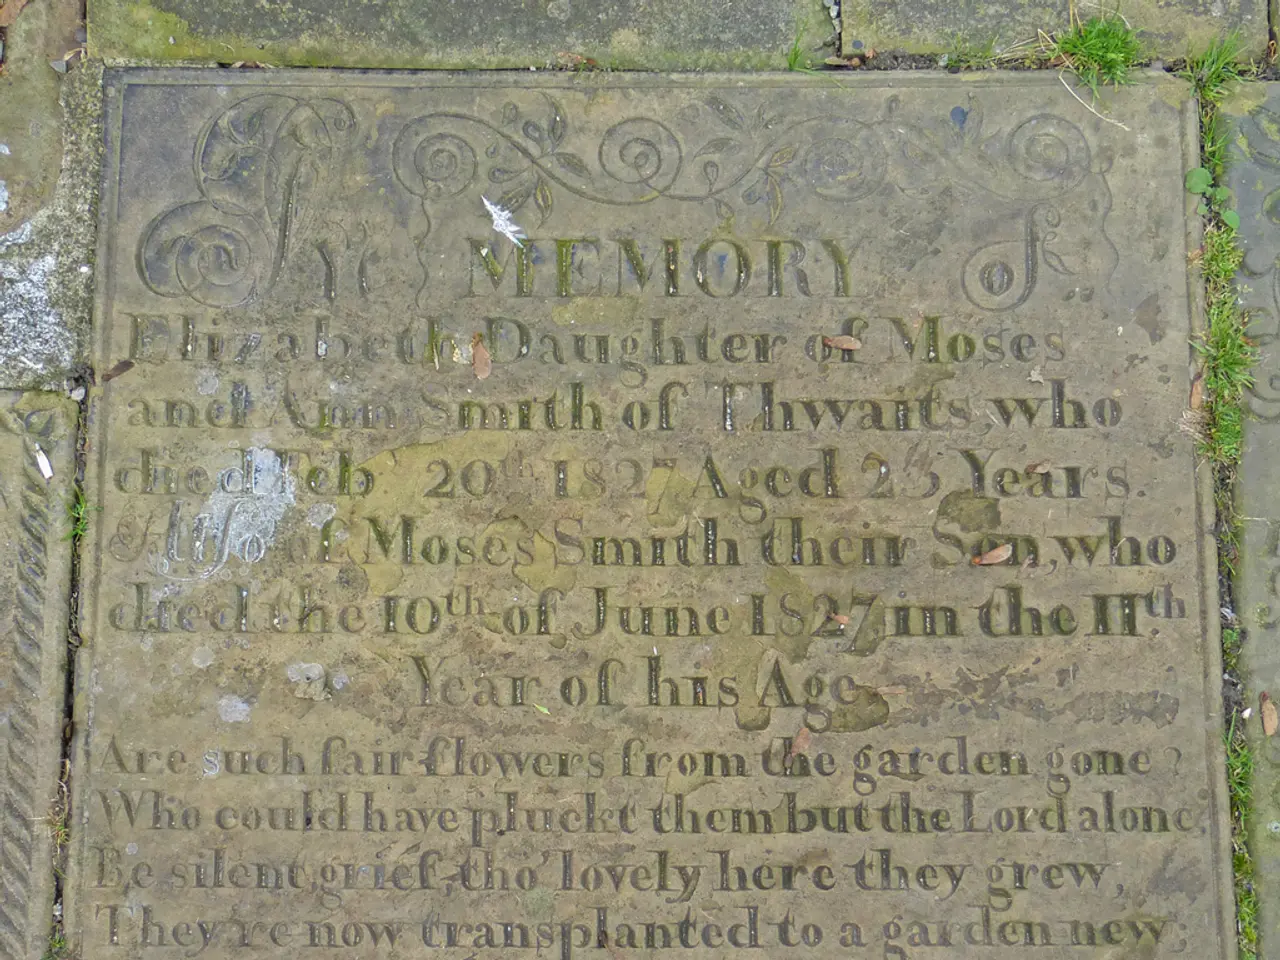 In MEMORY of
Elizabeth Daughter of Moses
and Ann Smith of Thwaits, who
died Feb 20th 1827 Aged 23 Years.
Also of Moses Smith their Son, who
died the 10th of June 1827 in the 11th
Year of his Age
Are such fair flowers from the garden gone?
Who could have pluckt them but the Lord alone,
Be silent, grief, tho' lovely here they grew,
They're now transplanted to a garden new;